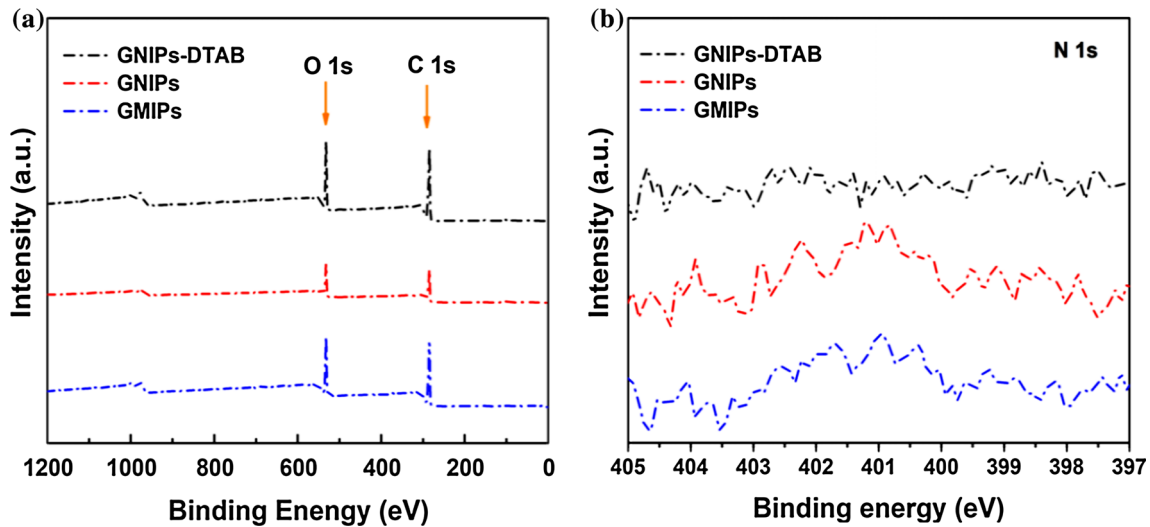 (a)
GNIPs-DTAB
GNIPs
GMIPs
O 1s
C 1s
Intensity (a.u.)
1200 1000 800 600 400 200 0
Binding Energy (eV)
(b)
GNIPs-DTAB
GNIPs
GMIPs
N 1s
Intensity (a.u.)
405 404 403 402 401 400 399 398 397
Binding energy (eV)